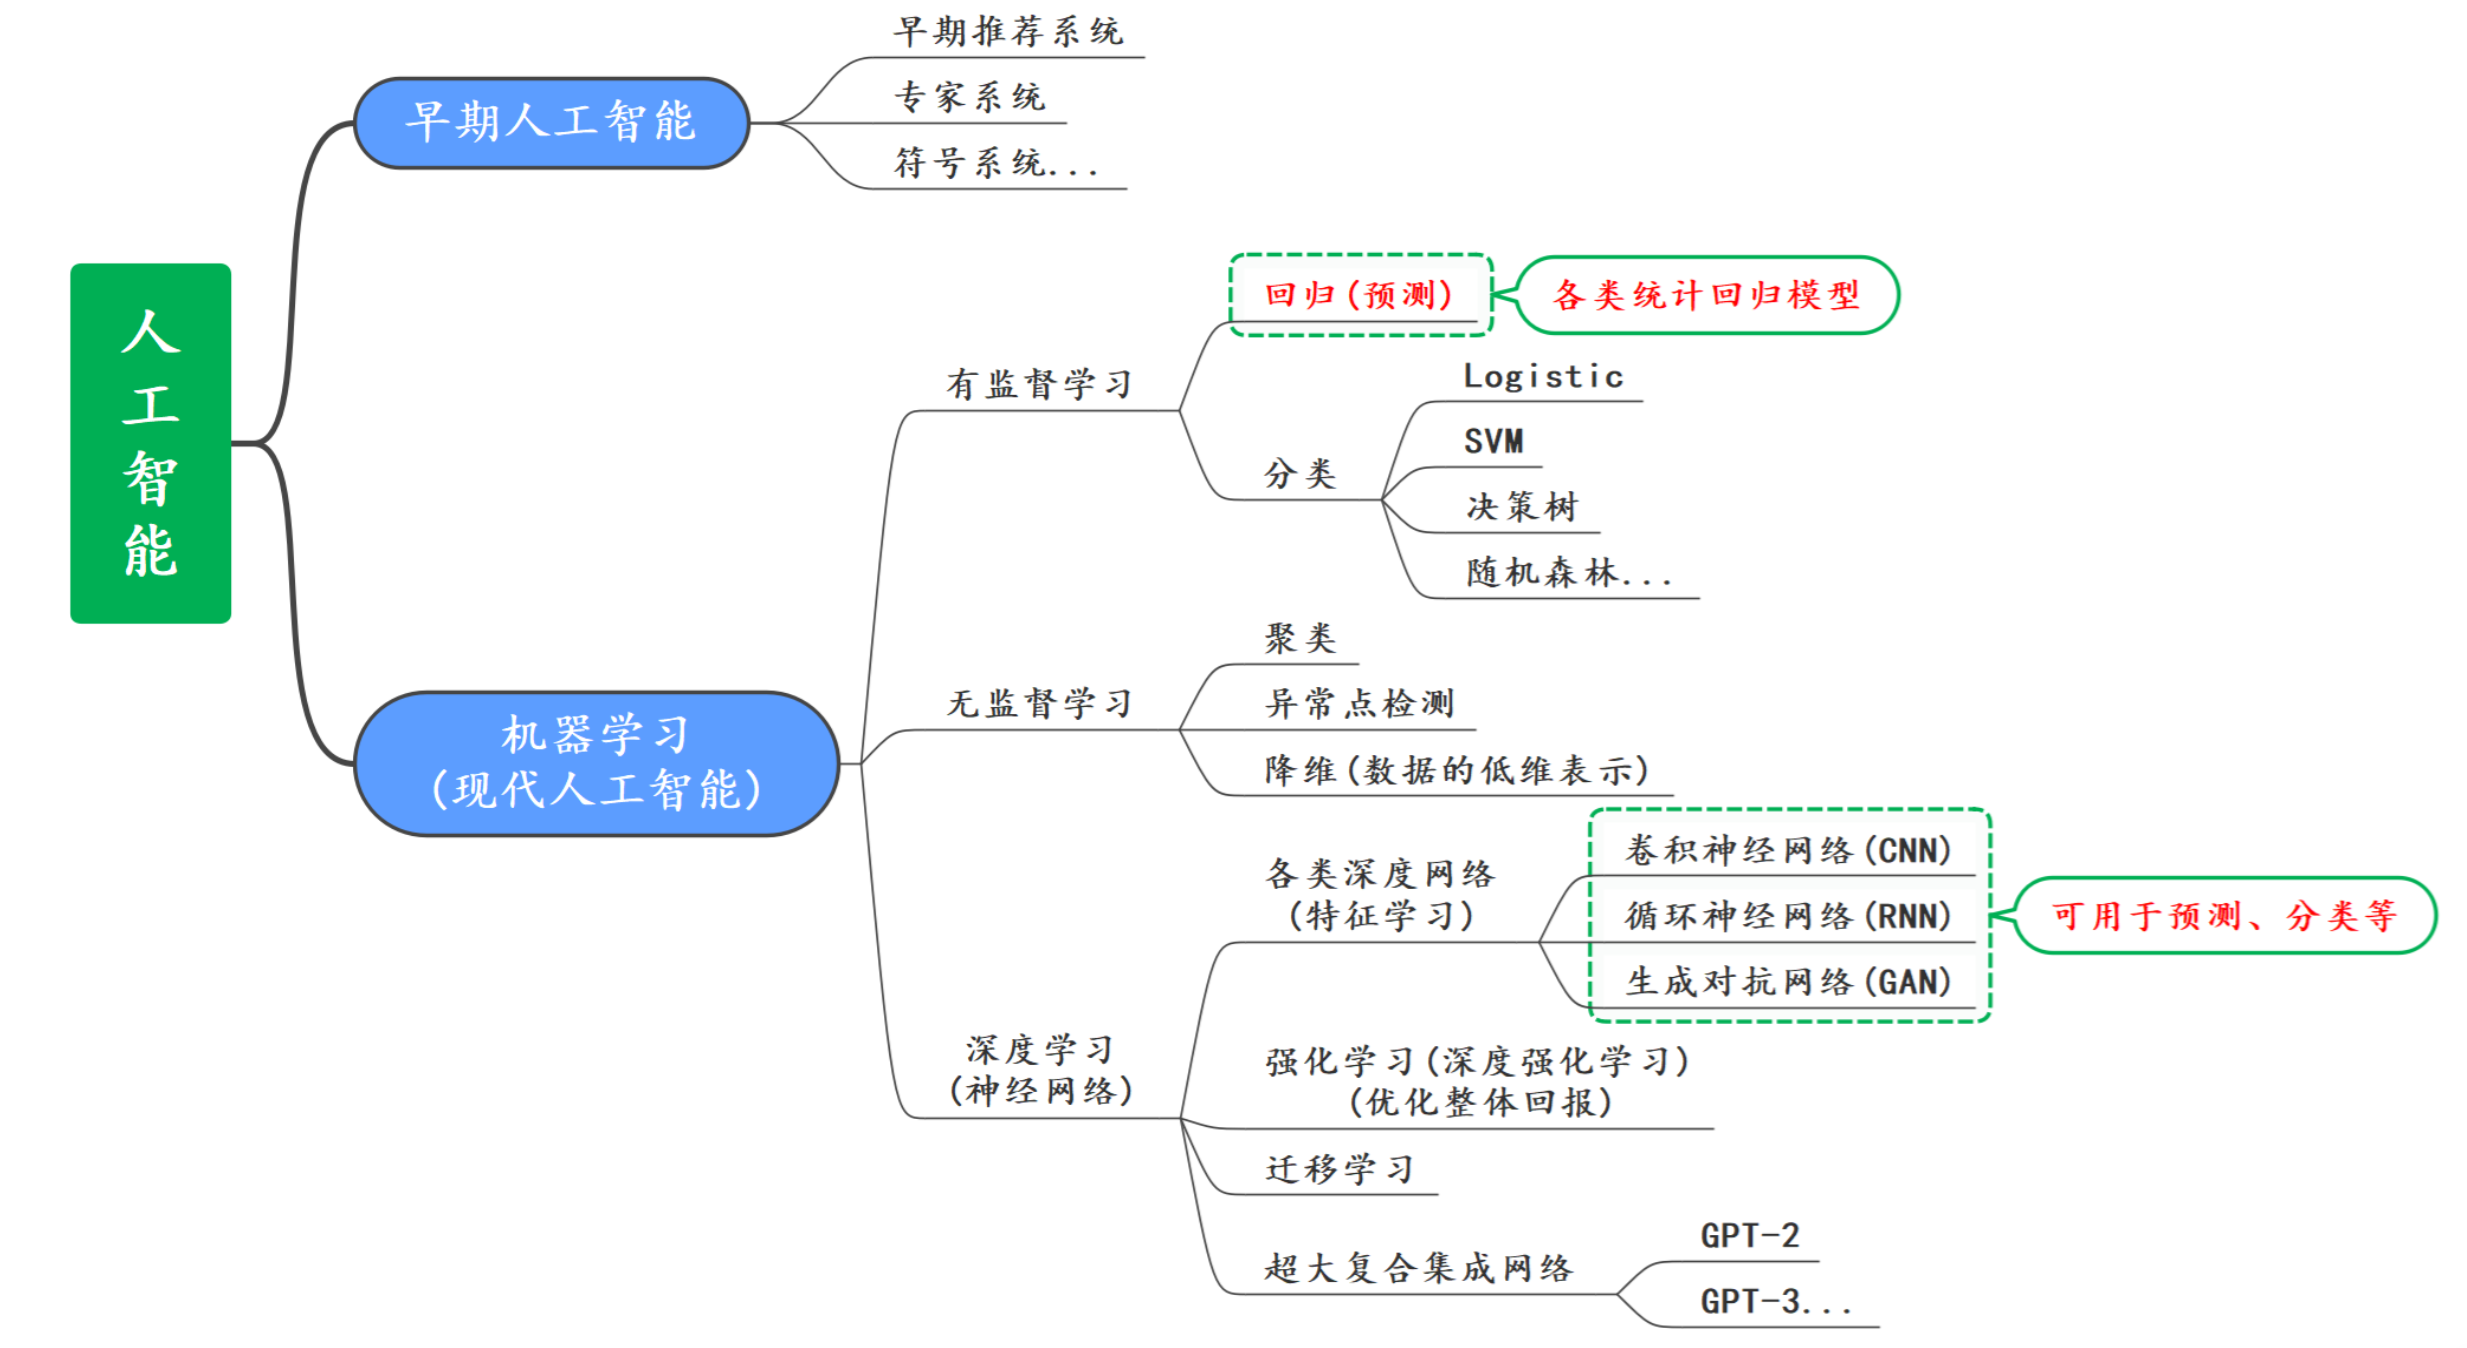 人
工
智
能
早期人工智能
早期推荐系统
专家系统
符号系统...
机器学习
(现代人工智能)
有监督学习
回归(预测)
各类统计回归模型
分类
Logistic
SVM
决策树
随机森林...
无监督学习
聚类
异常点检测
降维(数据的低维表示)
深度学习
(神经网络)
各类深度网络
(特征学习)
卷积神经网络(CNN)
循环神经网络(RNN)
生成对抗网络(GAN)
可用于预测、分类等
强化学习(深度强化学习)
(优化整体回报)
迁移学习
超大复合集成网络
GPT-2
GPT-3...